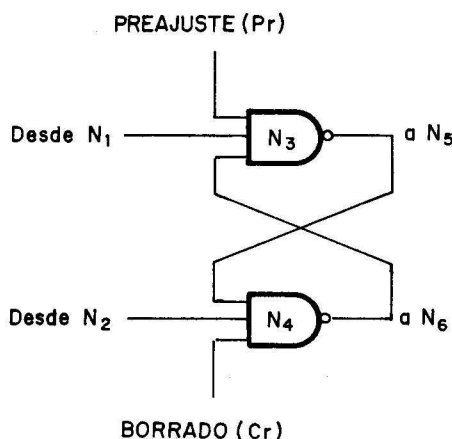 PREAJUSTE (Pr)
Desde N1
N3
a N5
Desde N2
N4
a N6
BORRADO (Cr)